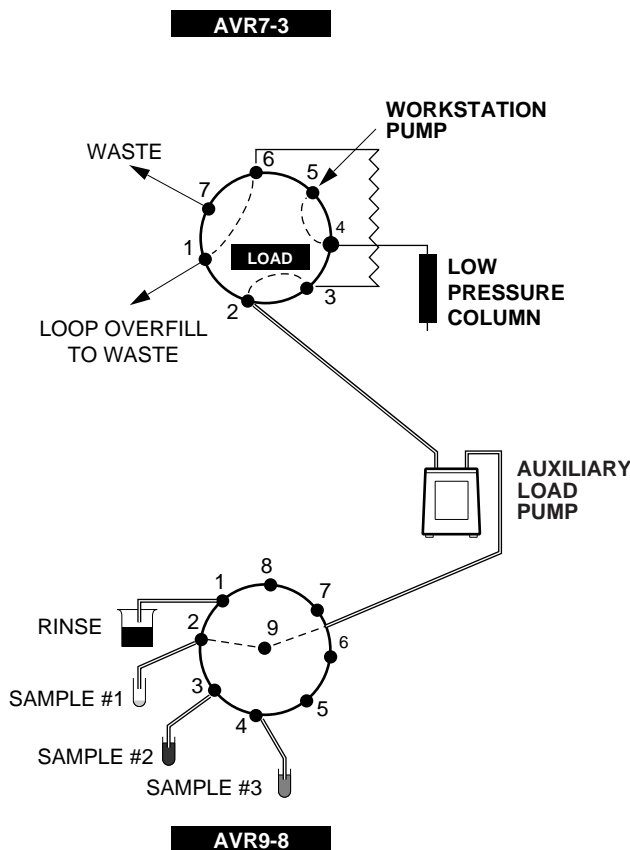 AVR7-3
WORKSTATION
PUMP
WASTE
6
5
7
4
1
LOAD
LOW
PRESSURE
COLUMN
3
2
LOOP OVERFILL
TO WASTE
AUXILIARY
LOAD
PUMP
8
1
7
RINSE
2
9
6
SAMPLE #1
3
5
4
SAMPLE #2
SAMPLE #3
AVR9-8